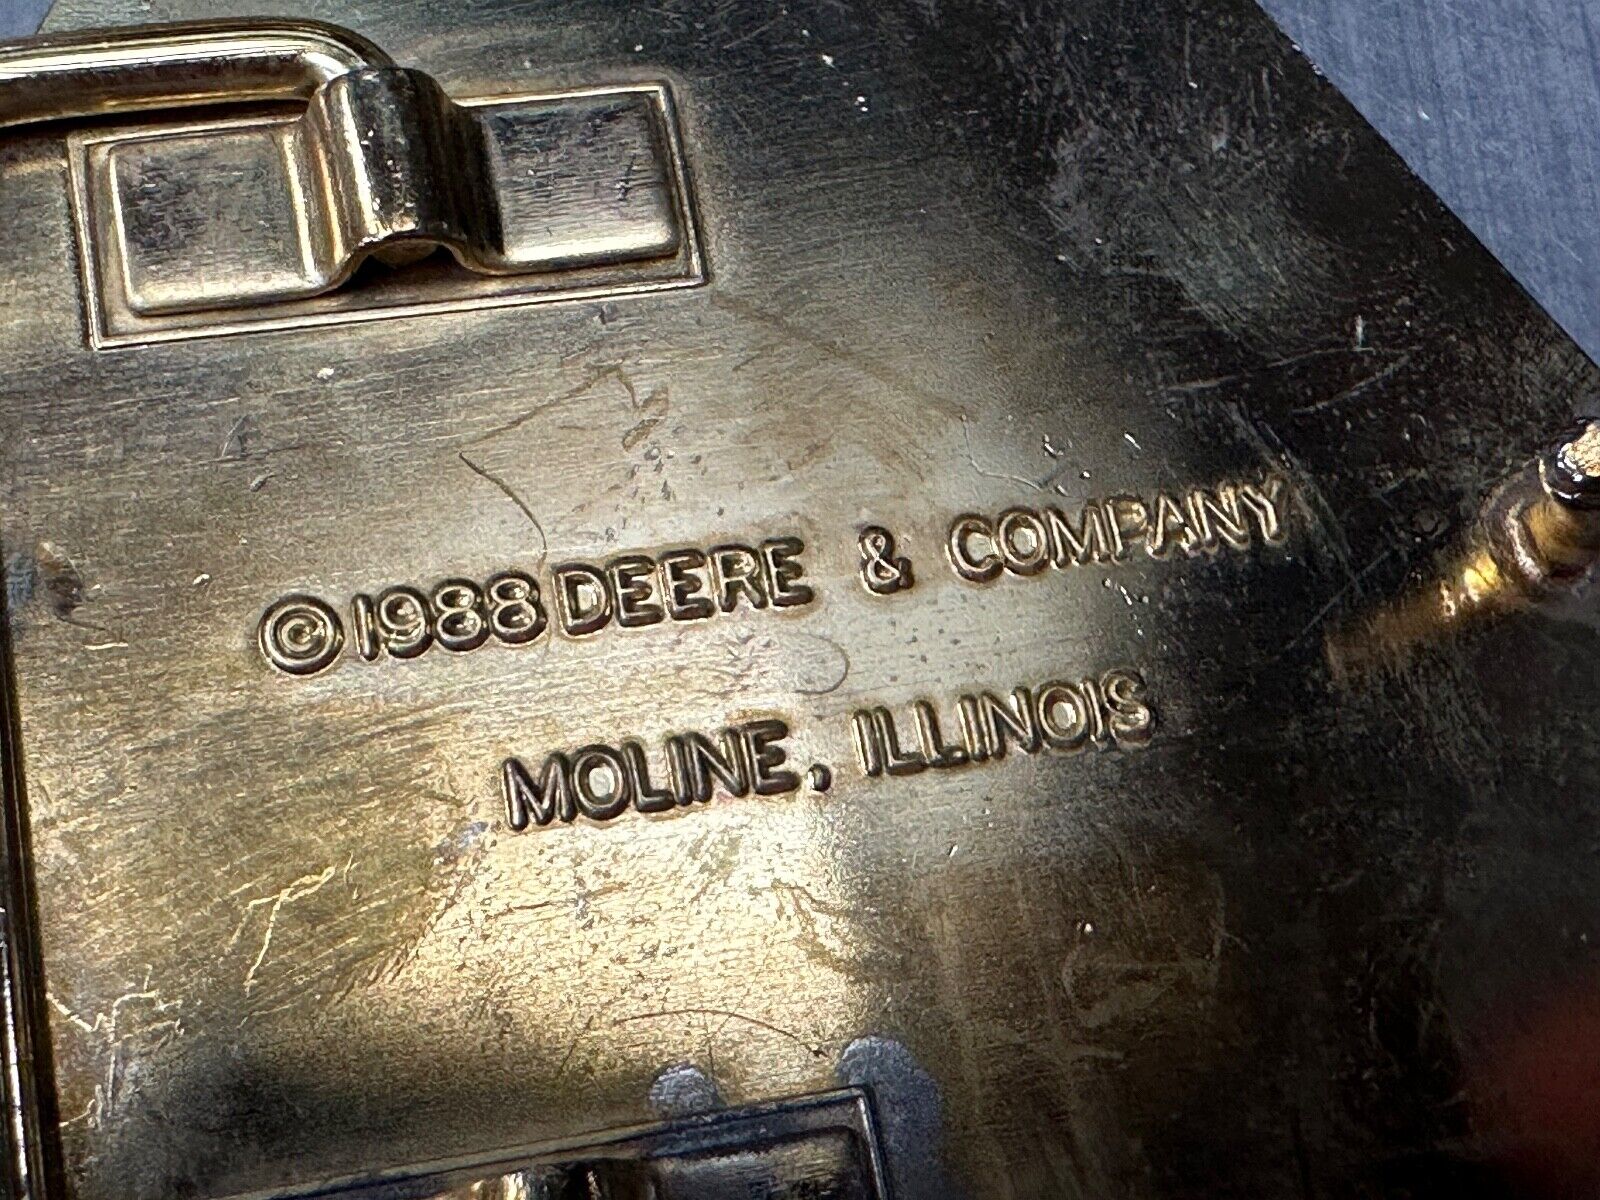 ©1988 DEERE & COMPANY
MOLINE, ILLINOIS